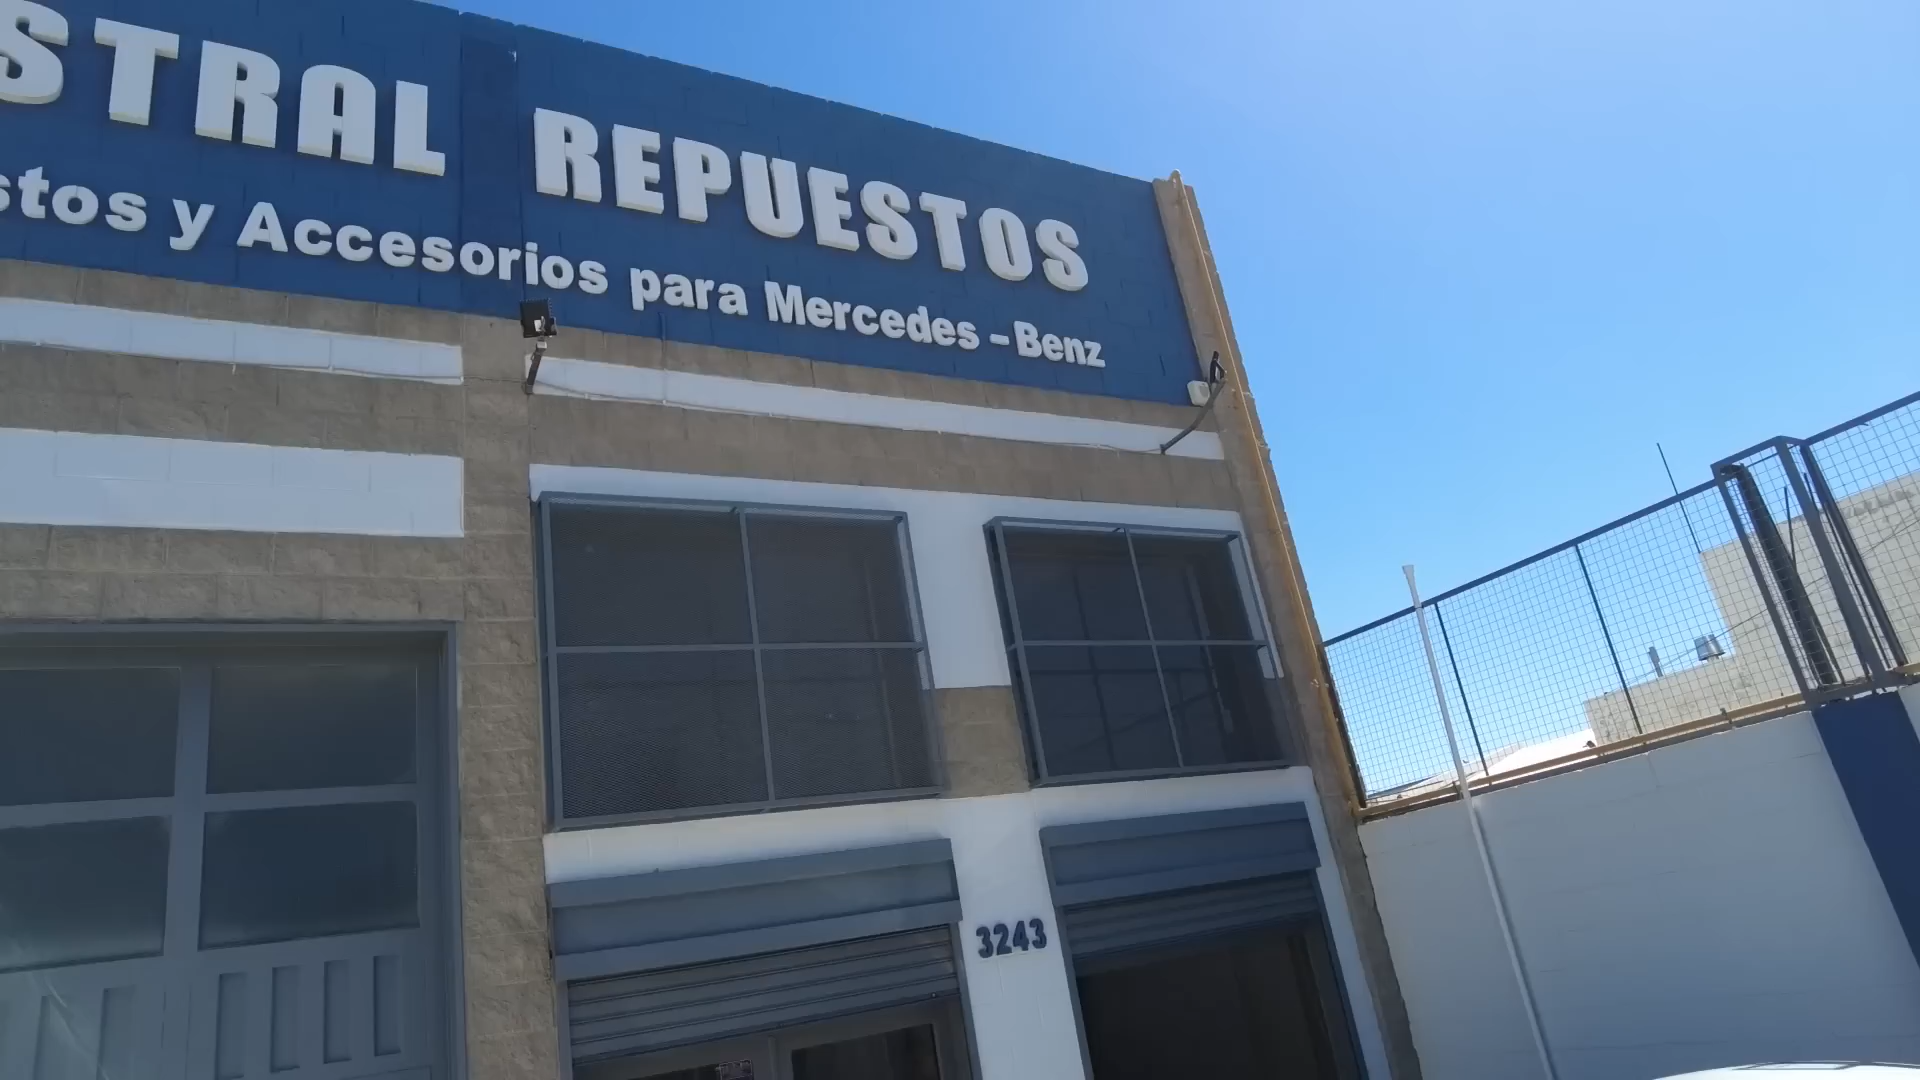 STRAL REPUESTOS
stos y Accesorios para Mercedes - Benz
3243